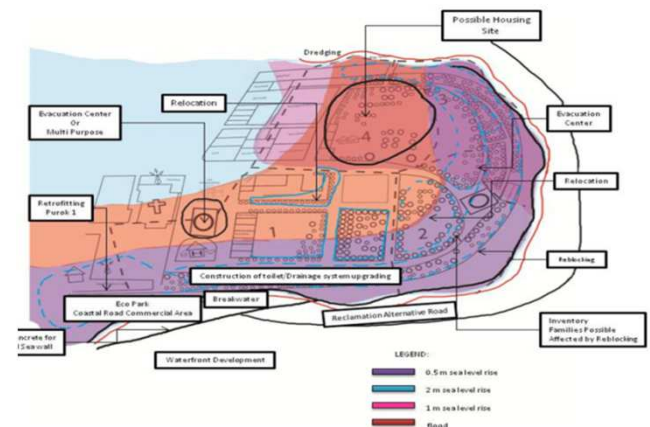 Possible Housing
Site
Dredging
Relocation
Evacuation Center
Or
Multi Purpose
Evacuation
Center
Relocation
Retrofitting
Purok 1
4
3
1
2
Reblocking
Construction of toilet/Drainage system upgrading
Eco Park
Coastal Road Commercial Area
Breakwater
Reclamation Alternative Road
Inventory
Families Possible
Affected by Reblocking
ncrete for
Seawall
Waterfront Development
LEGEND:
0.5 m sea level rise
2 m sea level rise
1 m sea level rise
flood